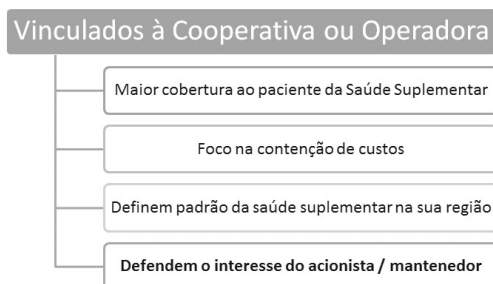 Vinculados à Cooperativa ou Operadora
Maior cobertura ao paciente da Saúde Suplementar
Foco na contenção de custos
Definem padrão da saúde suplementar na sua região
Defendem o interesse do acionista / mantenedor